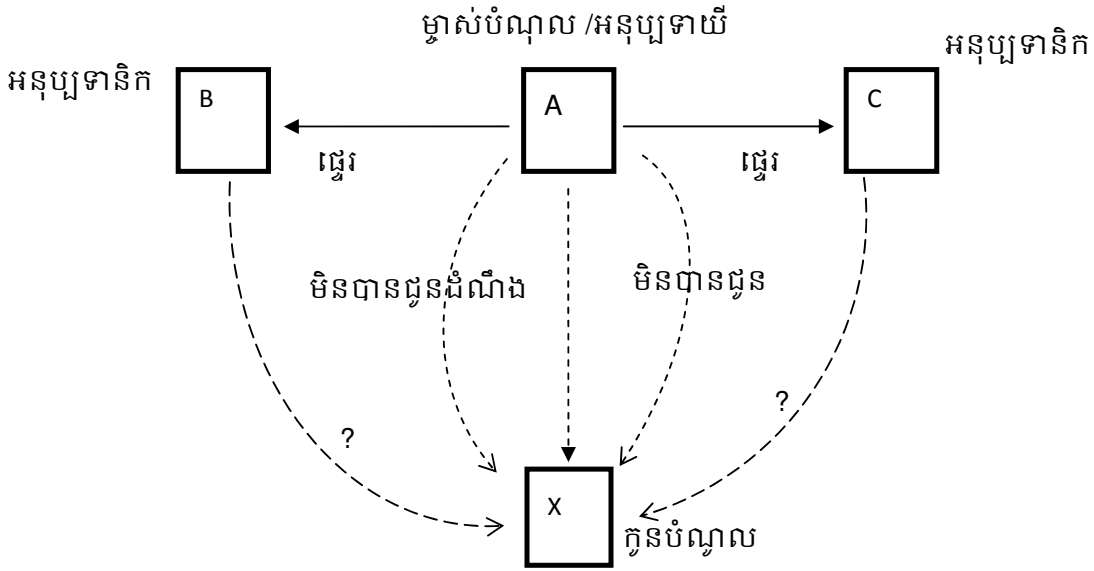 ម្ចាស់បំណុល /អនុប្បទាយី
អនុប្បទានិក
អនុប្បទានិក
B
A
C
ផ្ទេរ
ផ្ទេរ
មិនបានជូនដំណឹង
មិនបានជូន
?
?
X
កូនបំណូល